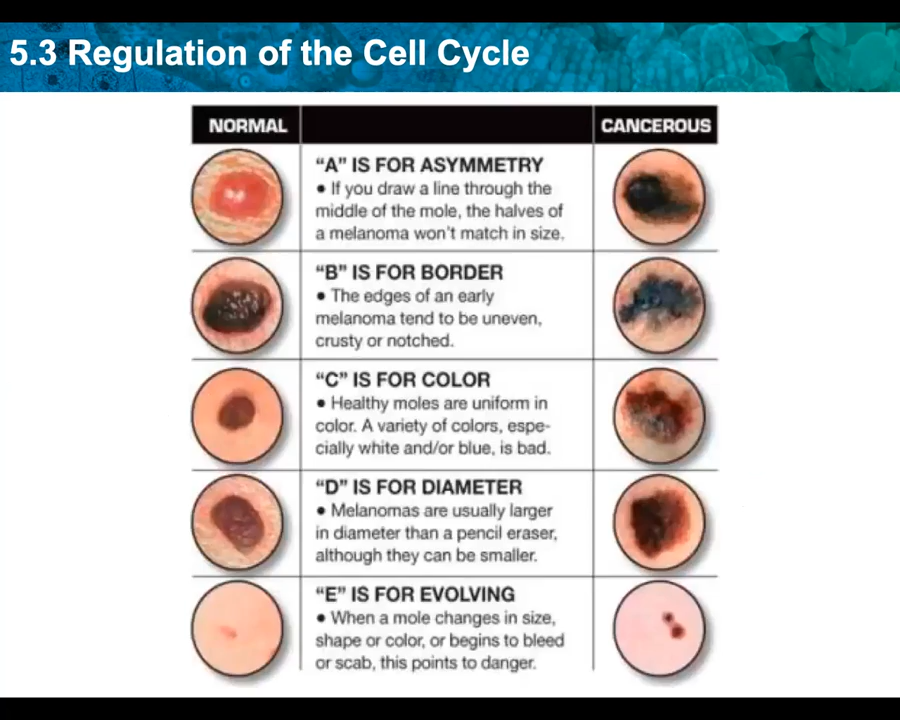 5.3 Regulation of the Cell Cycle
NORMAL
CANCEROUS
“A” IS FOR ASYMMETRY
• If you draw a line through the
middle of the mole, the halves of
a melanoma won’t match in size.
“B” IS FOR BORDER
• The edges of an early
melanoma tend to be uneven,
crusty or notched.
“C” IS FOR COLOR
• Healthy moles are uniform in
color. A variety of colors, espe-
cially white and/or blue, is bad.
“D” IS FOR DIAMETER
• Melanomas are usually larger
in diameter than a pencil eraser,
although they can be smaller.
“E” IS FOR EVOLVING
• When a mole changes in size,
shape or color, or begins to bleed
or scab, this points to danger.